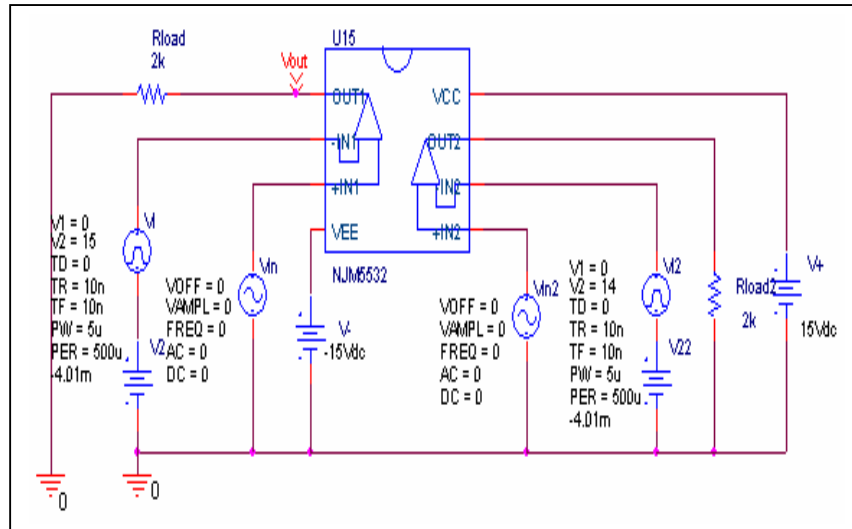 Rload
2k
Vout
U15
OUT1
VCC
-IN1
OUT2
+IN1
-IN2
VEE
+IN2
NJM5532
V1 = 0
V2 = 15
TD = 0
TR = 10n
TF = 10n
PW = 5u
PER = 500u
-4.01m
VI
V2
VOFF = 0
VAMPL = 0
FREQ = 0
AC = 0
DC = 0
Vin
V-
-15Vdc
VOFF = 0
VAMPL = 0
FREQ = 0
AC = 0
DC = 0
Vin2
V1 = 0
V2 = 14
TD = 0
TR = 10n
TF = 10n
PW = 5u
PER = 500u
-4.01m
VI2
V22
Rload2
2k
V+
15Vdc
0
0